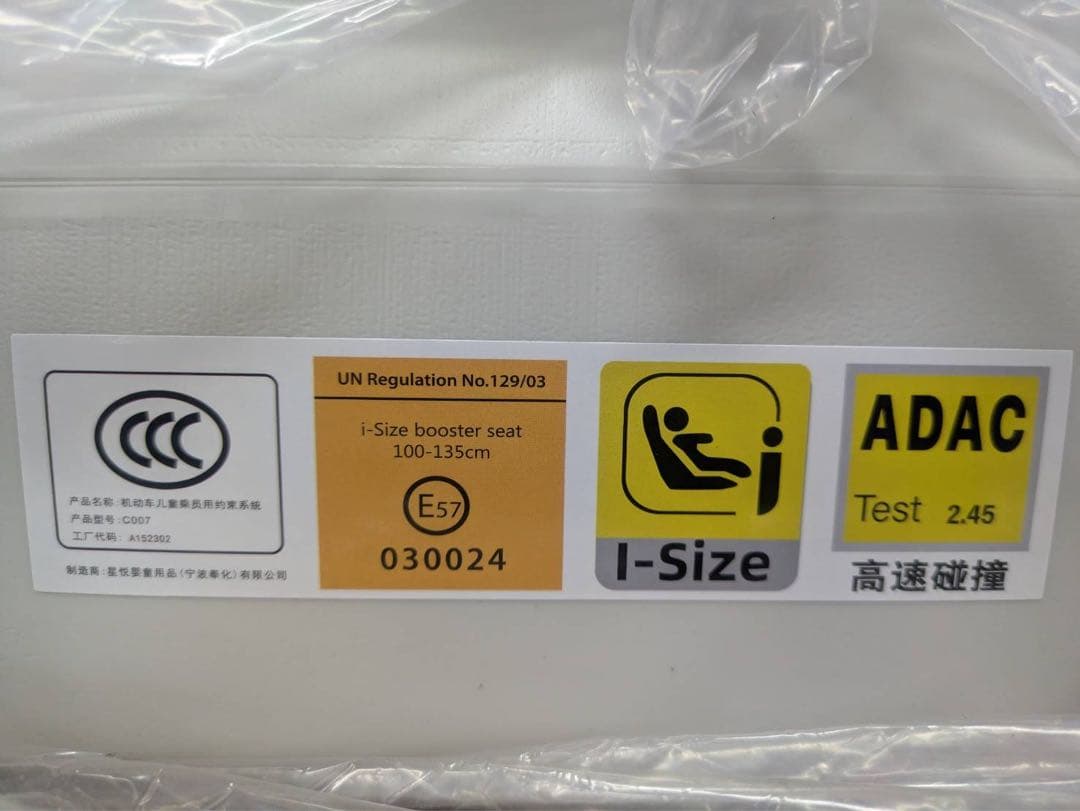 CCC
产品名称:机动车儿童乘员用约束系统
产品型号:C007
工厂代码: A152302
制造商:星悦婴童用品(宁波奉化)有限公司
UN Regulation No.129/03
i-Size booster seat
100-135cm
E57
030024
i
I-Size
ADAC
Test 2.45
高速碰撞